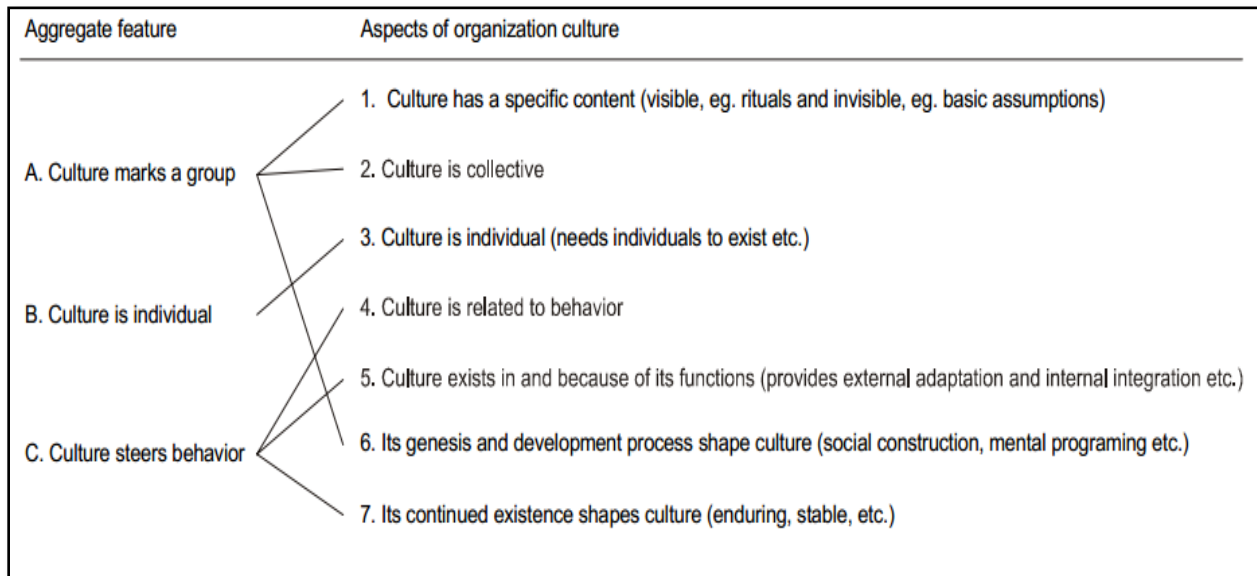 Aggregate feature
Aspects of organization culture
1. Culture has a specific content (visible, eg. rituals and invisible, eg. basic assumptions)
A. Culture marks a group
2. Culture is collective
3. Culture is individual (needs individuals to exist etc.)
B. Culture is individual
4. Culture is related to behavior
5. Culture exists in and because of its functions (provides external adaptation and internal integration etc.)
C. Culture steers behavior
6. Its genesis and development process shape culture (social construction, mental programing etc.)
7. Its continued existence shapes culture (enduring, stable, etc.)